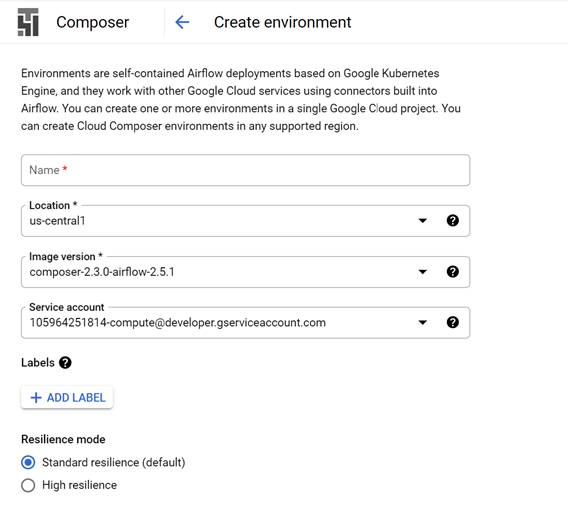 Composer
Create environment
Environments are self-contained Airflow deployments based on Google Kubernetes
Engine, and they work with other Google Cloud services using connectors built into
Airflow. You can create one or more environments in a single Google Cloud project. You
can create Cloud Composer environments in any supported region.
Name *
Location *
us-central1
Image version *
composer-2.3.0-airflow-2.5.1
Service account
105964251814-compute@developer.gserviceaccount.com
Labels
+ ADD LABEL
Resilience mode
Standard resilience (default)
High resilience